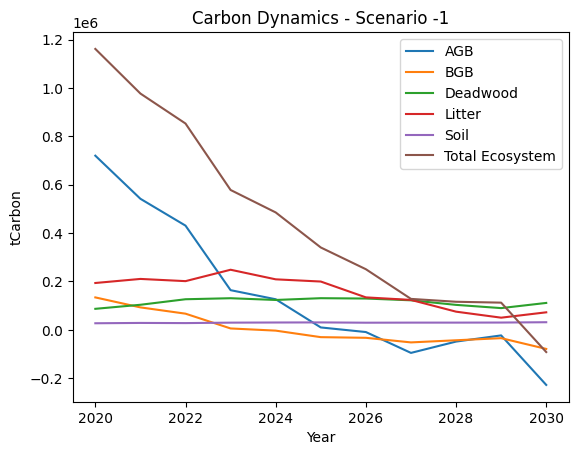 Carbon Dynamics - Scenario -1
1e6
1.2
1.0
0.8
0.6
0.4
0.2
0.0
−0.2
tCarbon
AGB
BGB
Deadwood
Litter
Soil
Total Ecosystem
2020 2022 2024 2026 2028 2030
Year